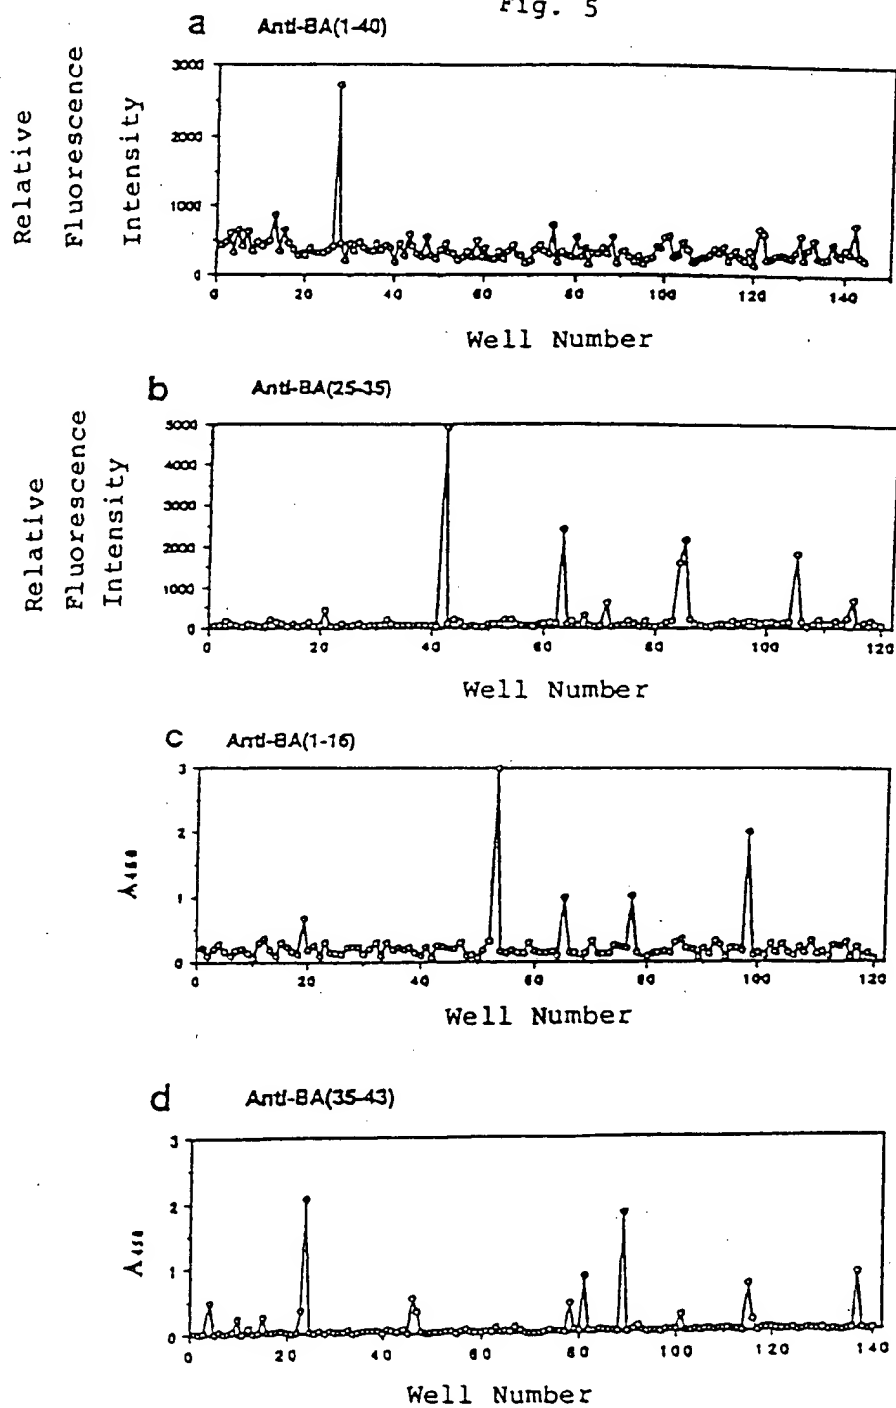 Fig. 5
a Anti-BA(1-40)
Relative
Fluorescence
Intensity
3000
2000
1000
0
0 20 40 60 80 100 120 140
Well Number
b Anti-BA(25-35)
Relative
Fluorescence
Intensity
5000
4000
3000
2000
1000
0
0 20 40 60 80 100 120
Well Number
c Anti-BA(1-16)
3
2
1
0
0 20 40 60 80 100 120
Well Number
d Anti-BA(35-43)
3
2
1
0
0 20 40 60 80 100 120 140
Well Number